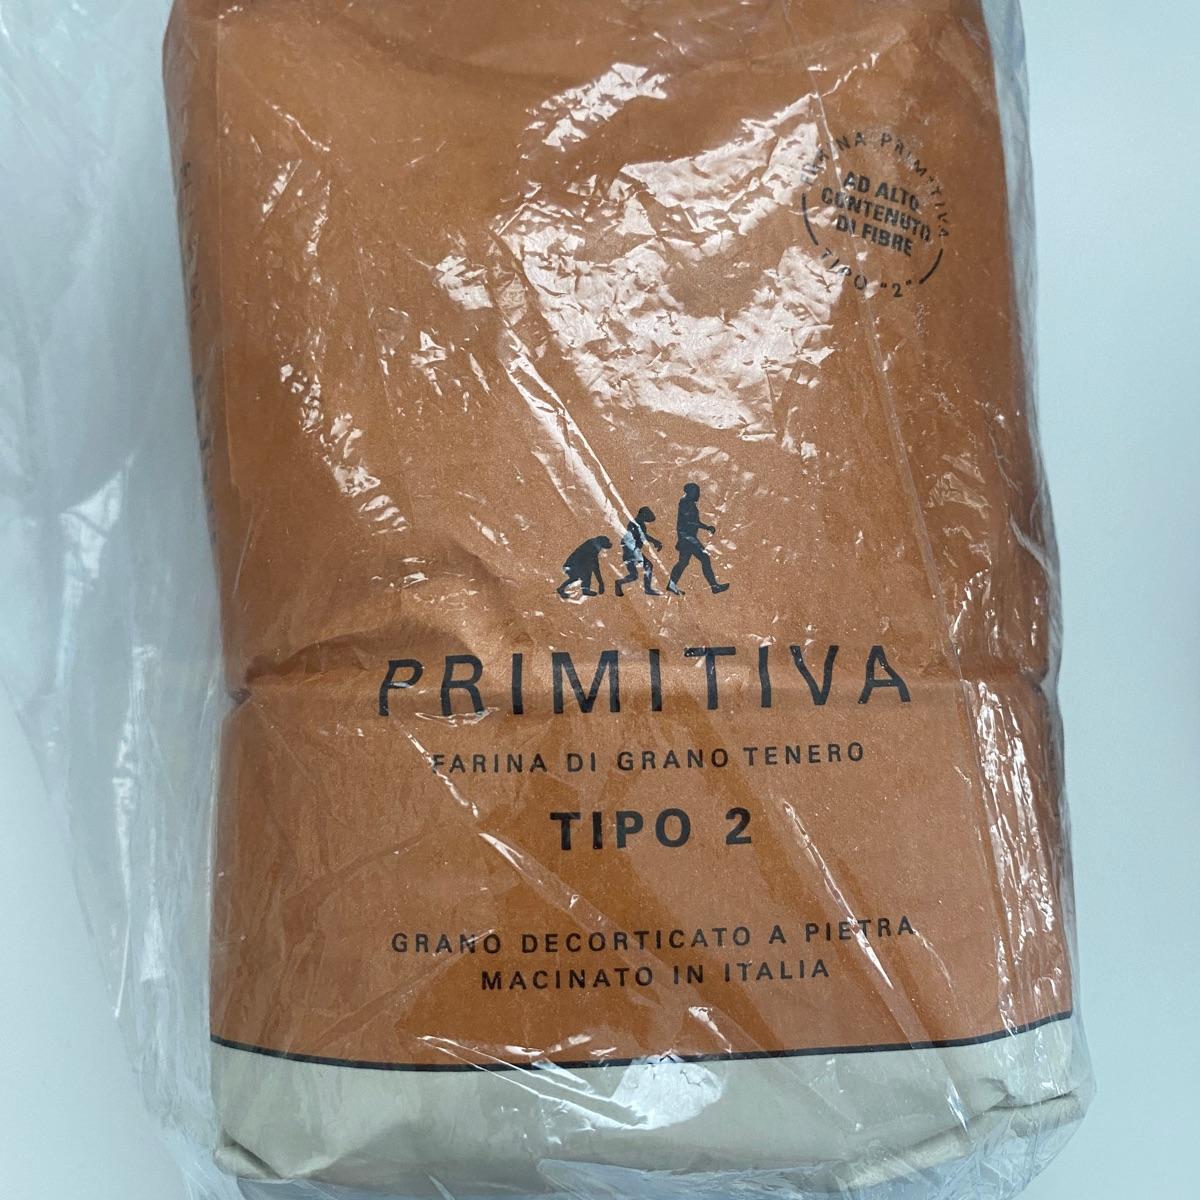 FARINA PRIMITIVA
AD ALTO
CONTENUTO
DI FIBRE
TIPO "2"
PRIMITIVA
FARINA DI GRANO TENERO
TIPO 2
GRANO DECORTICATO A PIETRA
MACINATO IN ITALIA